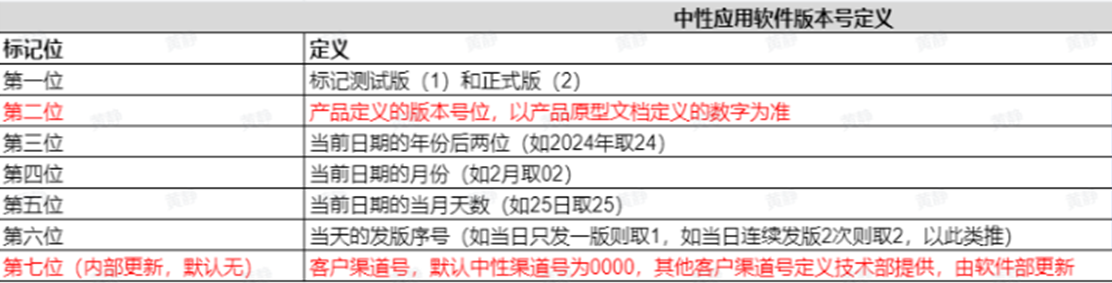 中性应用软件版本号定义
标记位 定义
第一位 标记测试版（1）和正式版（2）
第二位 产品定义的版本号位，以产品原型文档定义的数字为准
第三位 当前日期的年份后两位（如2024年取24）
第四位 当前日期的月份（如2月取02）
第五位 当前日期的当月天数（如25日取25）
第六位 当天的发版序号（如当日只发一版则取1，如当日连续发版2次则取2，以此类推）
第七位（内部更新，默认无） 客户渠道号，默认中性渠道号为0000，其他客户渠道号定义技术部提供，由软件部更新